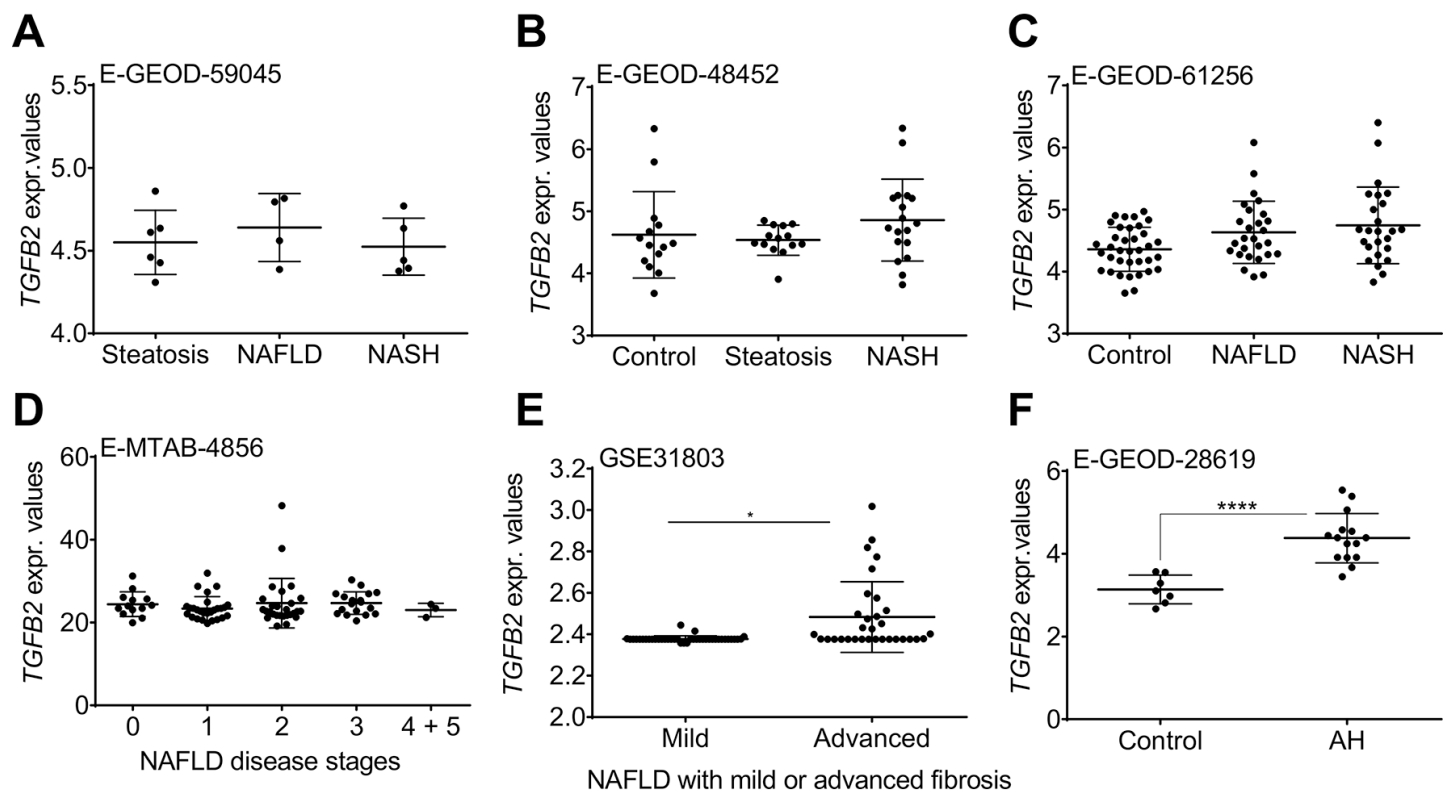 A
E-GEOD-59045
TGFB2 expr.values
5.5
5.0
4.5
4.0
Steatosis NAFLD NASH
B
E-GEOD-48452
TGFB2 expr. values
7
6
5
4
3
Control Steatosis NASH
C
E-GEOD-61256
TGFB2 expr. values
7
6
5
4
3
Control NAFLD NASH
D
E-MTAB-4856
TGFB2 expr. values
60
40
20
0
0 1 2 3 4 + 5
NAFLD disease stages
E
GSE31803
TGFB2 expr. values
3.2
3.0
2.8
2.6
2.4
2.2
2.0
*
Mild Advanced
NAFLD with mild or advanced fibrosis
F
E-GEOD-28619
TGFB2 expr.values
6
4
2
0
****
Control AH